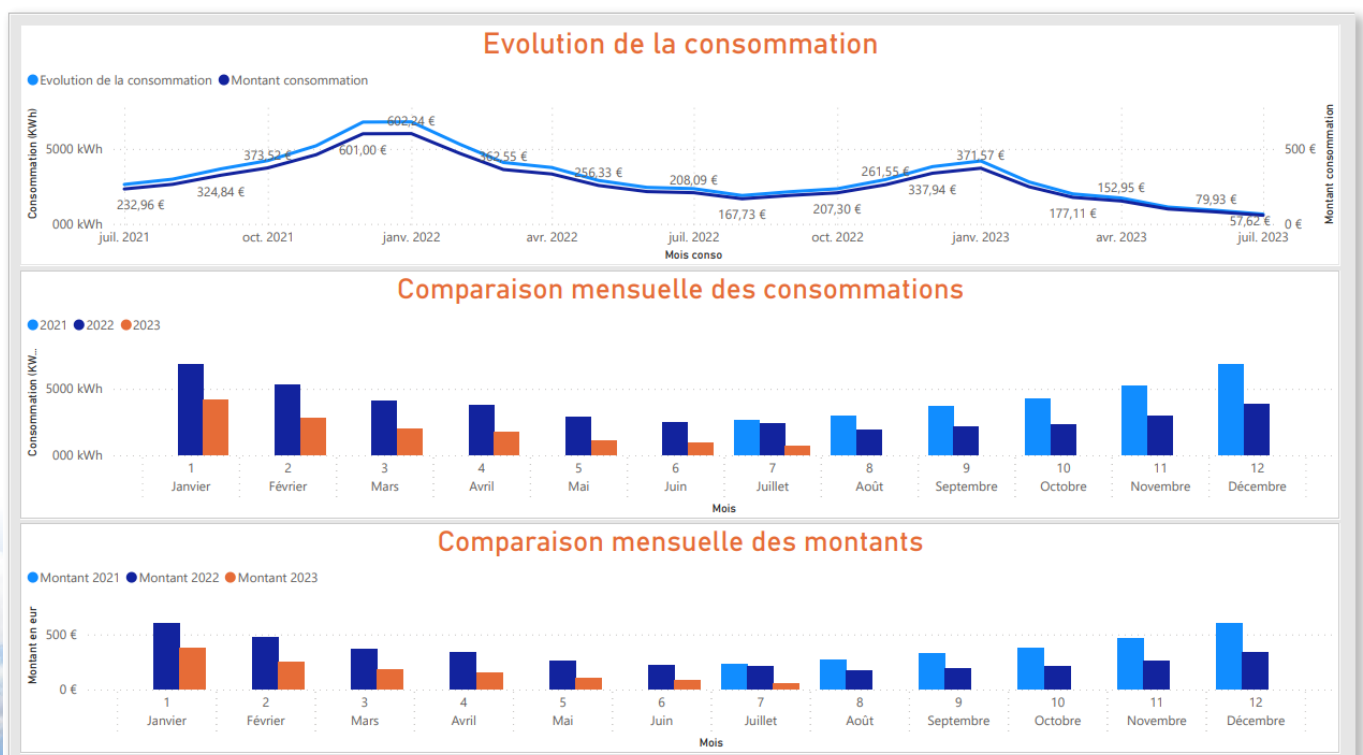 Evolution de la consommation
Evolution de la consommation Montant consommation
Consommation (KWh)
Montant consommation
5000 kWh
000 kWh
500 €
0 €
232,96 €
324,84 €
373,52 €
601,00 €
602,24 €
362,55 €
256,33 €
208,09 €
167,73 €
207,30 €
261,55 €
337,94 €
371,57 €
177,11 €
152,95 €
79,93 €
57,62 €
juil. 2021 oct. 2021 janv. 2022 avr. 2022 juil. 2022 oct. 2022 janv. 2023 avr. 2023 juil. 2023
Mois conso
Comparaison mensuelle des consommations
2021 2022 2023
Consommation (KW...
5000 kWh
000 kWh
1 2 3 4 5 6 7 8 9 10 11 12
Janvier Février Mars Avril Mai Juin Juillet Août Septembre Octobre Novembre Décembre
Mois
Comparaison mensuelle des montants
Montant 2021 Montant 2022 Montant 2023
Montant en eur
500 €
0 €
1 2 3 4 5 6 7 8 9 10 11 12
Janvier Février Mars Avril Mai Juin Juillet Août Septembre Octobre Novembre Décembre
Mois